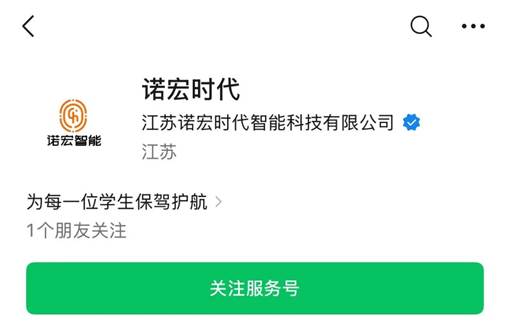 诺宏时代
江苏诺宏时代智能科技有限公司
江苏
诺宏智能
为每一位学生保驾护航
1个朋友关注
关注服务号